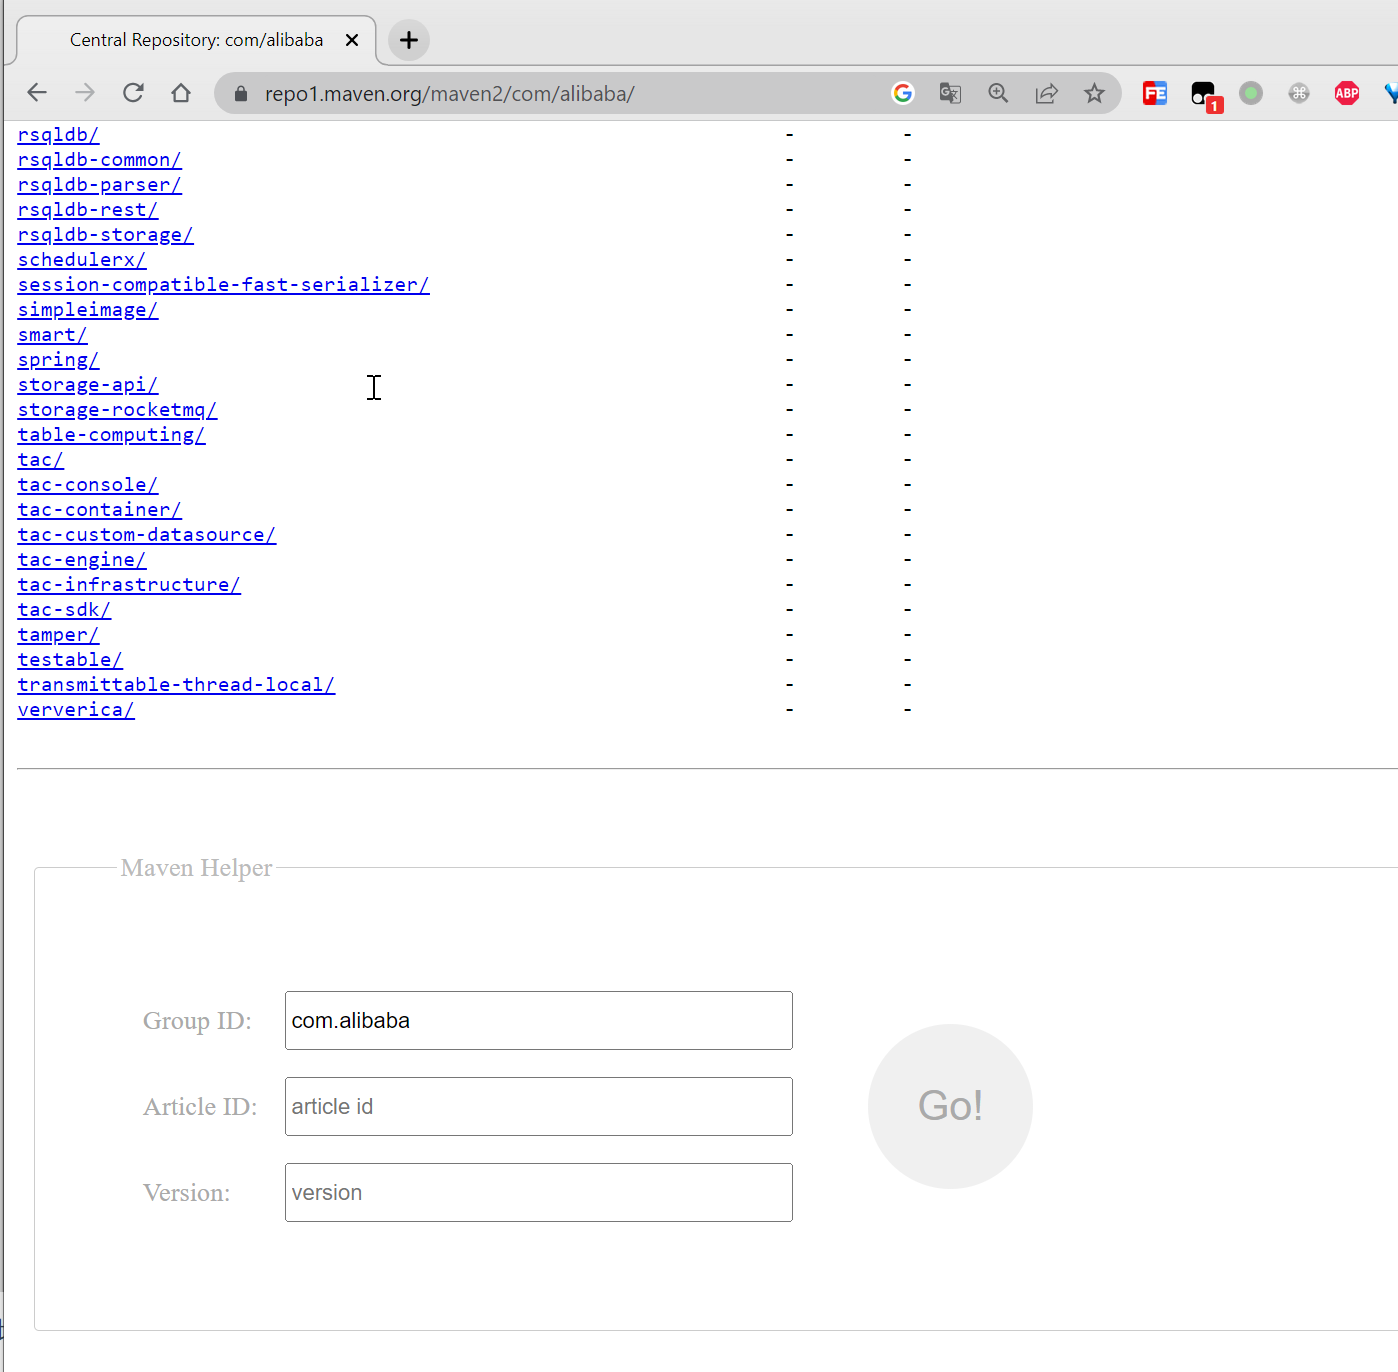 Central Repository: com/alibaba
repo1.maven.org/maven2/com/alibaba/
FE
1
ABP
rsqldb/ - -
rsqldb-common/ - -
rsqldb-parser/ - -
rsqldb-rest/ - -
rsqldb-storage/ - -
schedulerx/ - -
session-compatible-fast-serializer/ - -
simpleimage/ - -
smart/ - -
spring/ - -
storage-api/ - -
storage-rocketmq/ - -
table-computing/ - -
tac/ - -
tac-console/ - -
tac-container/ - -
tac-custom-datasource/ - -
tac-engine/ - -
tac-infrastructure/ - -
tac-sdk/ - -
tamper/ - -
testable/ - -
transmittable-thread-local/ - -
ververica/ - -
Maven Helper
Group ID: com.alibaba
Article ID: article id
Go!
Version: version